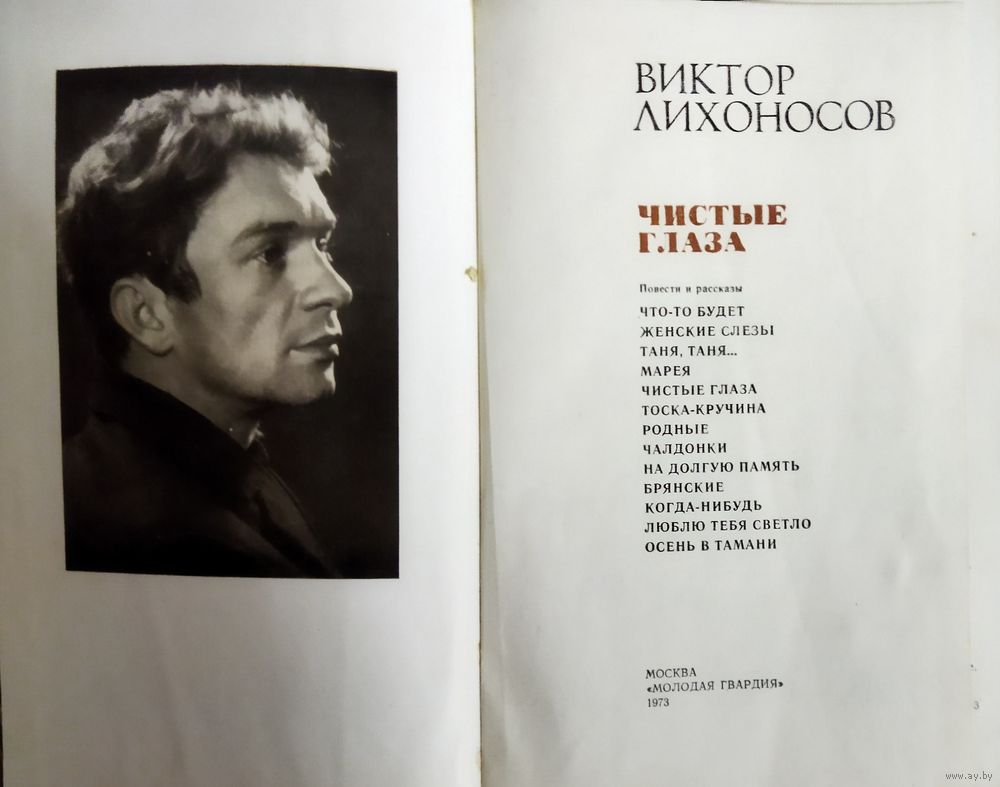 ВИКТОР
ЛИХОНОСОВ
ЧИСТЫЕ
ГЛАЗА
Повести и рассказы
ЧТО-ТО БУДЕТ
ЖЕНСКИЕ СЛЕЗЫ
ТАНЯ, ТАНЯ...
МАРЕЯ
ЧИСТЫЕ ГЛАЗА
ТОСКА-КРУЧИНА
РОДНЫЕ
ЧАЛДОНКИ
НА ДОЛГУЮ ПАМЯТЬ
БРЯНСКИЕ
КОГДА-НИБУДЬ
ЛЮБЛЮ ТЕБЯ СВЕТЛО
ОСЕНЬ В ТАМАНИ
МОСКВА
«МОЛОДАЯ ГВАРДИЯ»
1973
3
www.ay.by